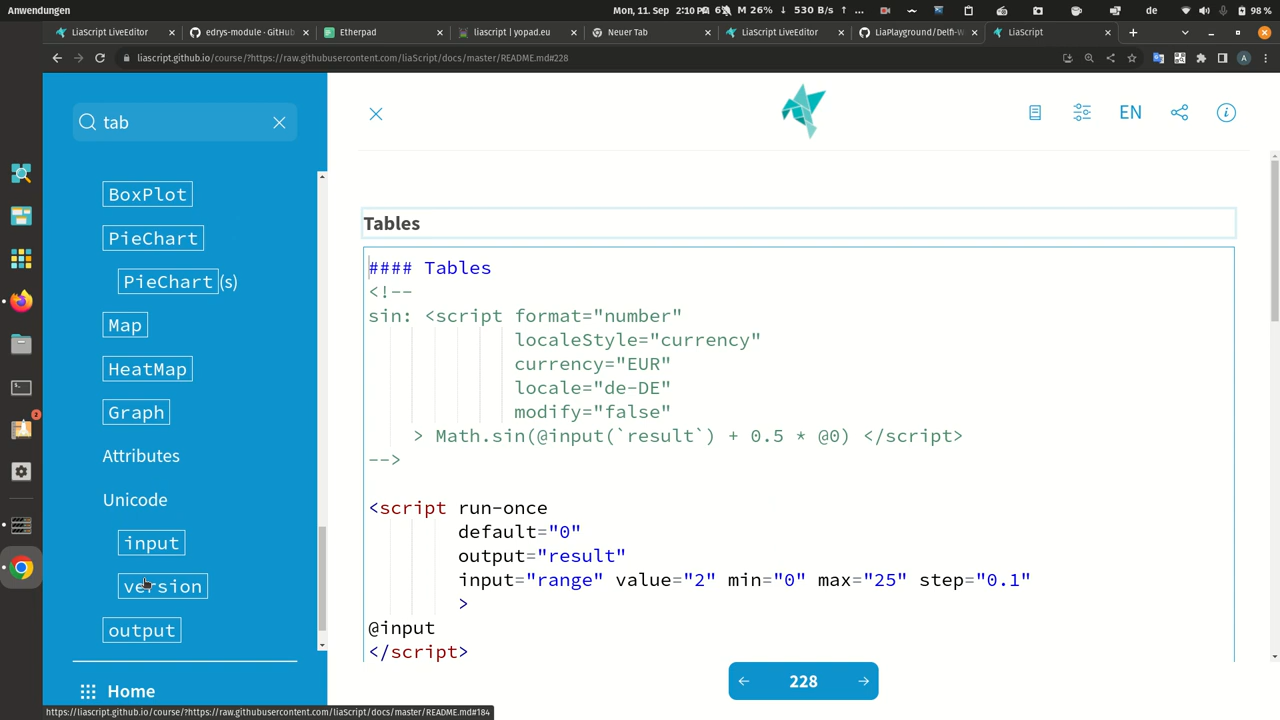 Anwendungen
Mon, 11. Sep 2:10 PM
6%
M 26% ↓ 530 B/s ↑ ...
de
98 %
LiaScript LiveEditor
edrys-module · GitHub
Etherpad
liascript | yopad.eu
Neuer Tab
LiaScript LiveEditor
LiaPlayground/Delfi-W
LiaScript
liascript.github.io/course/?https://raw.githubusercontent.com/liaScript/docs/master/README.md#228
A
tab
EN
BoxPlot
PieChart
PieChart(s)
Map
HeatMap
Graph
Attributes
Unicode
input
version
output
Home
2
Tables
#### Tables
<!--
sin: <script format="number"
localeStyle="currency"
currency="EUR"
locale="de-DE"
modify="false"
> Math.sin(@input(`result`) + 0.5 * @0) </script>
-->
<script run-once
default="0"
output="result"
input="range" value="2" min="0" max="25" step="0.1"
>
@input
</script>
← 228 →
https://liascript.github.io/course/?https://raw.githubusercontent.com/liaScript/docs/master/README.md#184